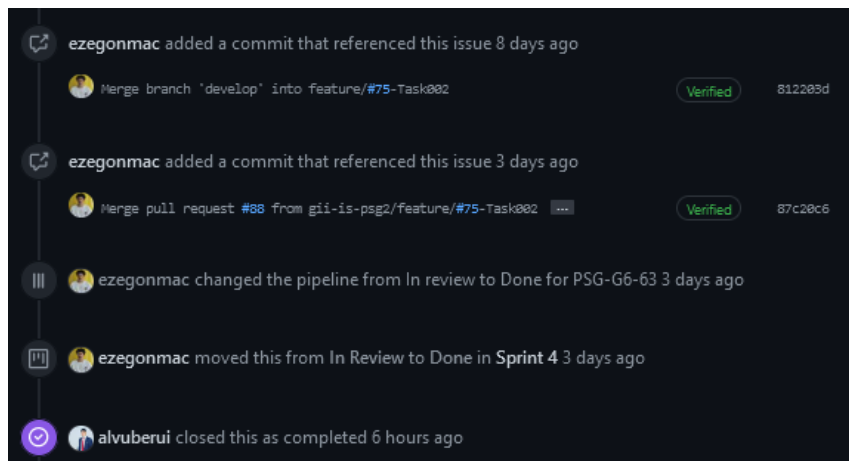 ezegonmac added a commit that referenced this issue 8 days ago
Merge branch 'develop' into feature/#75-Task002 Verified 812203d
ezegonmac added a commit that referenced this issue 3 days ago
Merge pull request #88 from gii-is-psg2/feature/#75-Task002 ... Verified 87c20c6
ezegonmac changed the pipeline from In review to Done for PSG-G6-63 3 days ago
ezegonmac moved this from In Review to Done in Sprint 4 3 days ago
alvuberui closed this as completed 6 hours ago